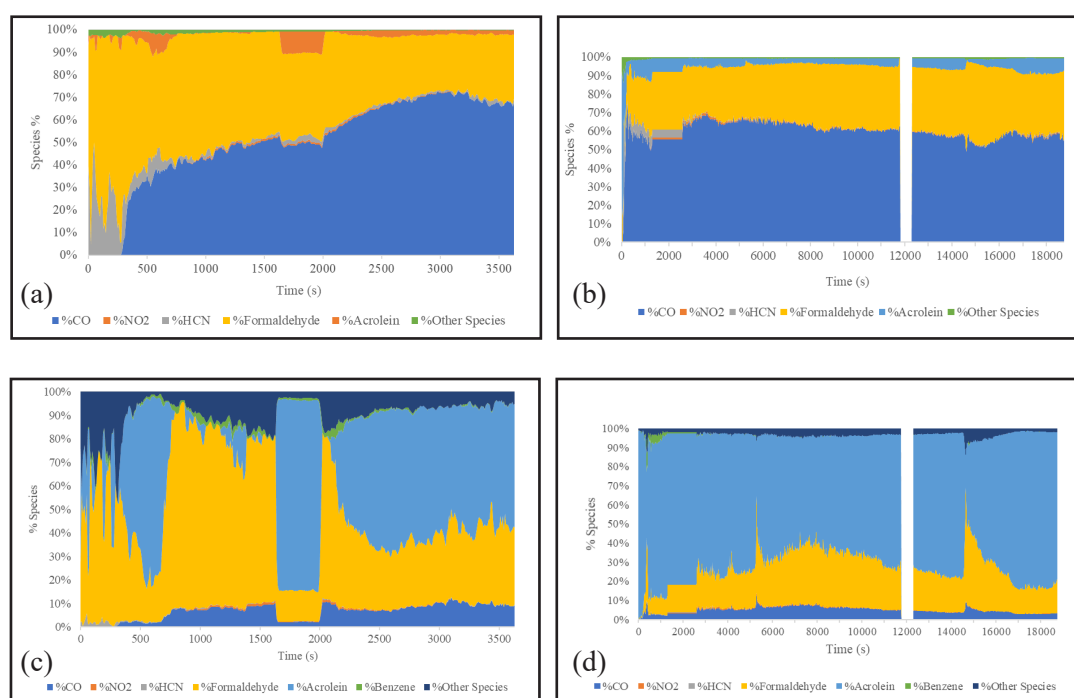 100%
90%
80%
70%
60%
50%
40%
30%
20%
10%
0%
Species %
0 500 1000 1500 2000 2500 3000 3500
Time (s)
(a)
%CO %NO2 %HCN %Formaldehyde %Acrolein %Other Species
100%
90%
80%
70%
60%
50%
40%
30%
20%
10%
0%
Species %
0 2000 4000 6000 8000 10000 12000 14000 16000 18000
Time (s)
(b)
%CO %NO2 %HCN %Formaldehyde %Acrolein %Other Species
100%
90%
80%
70%
60%
50%
40%
30%
20%
10%
0%
% Species
0 500 1000 1500 2000 2500 3000 3500
Time (s)
(c)
%CO %NO2 %HCN %Formaldehyde %Acrolein %Benzene %Other Species
100%
90%
80%
70%
60%
50%
40%
30%
20%
10%
0%
% Species
0 2000 4000 6000 8000 10000 12000 14000 16000 18000
Time (s)
(d)
%CO %NO2 %HCN %Formaldehyde %Acrolein %Benzene %Other Species